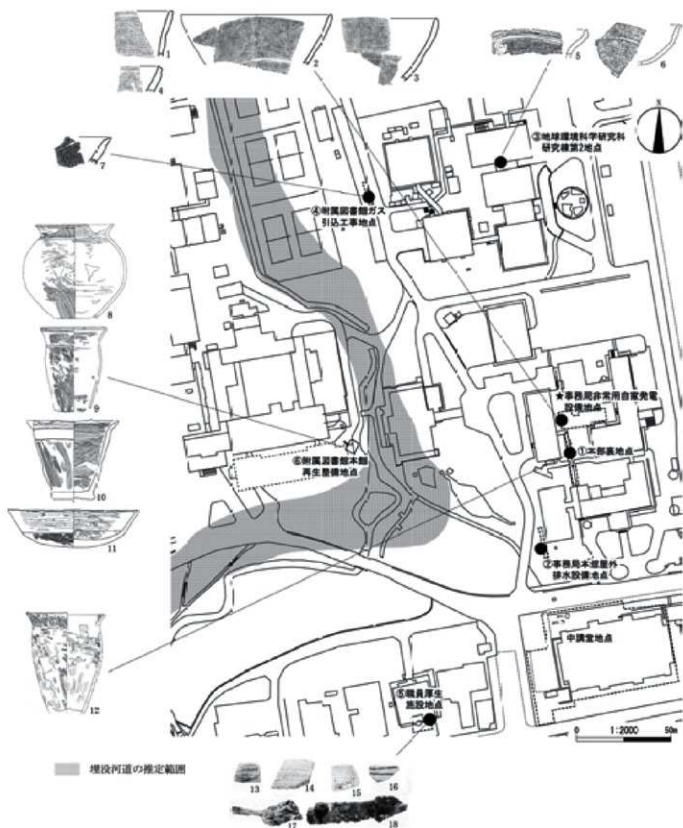 1
2
3
4
5
6
7
N
③地球環境科学研究科
研究棟第2地点
④附属図書館ガス
引込工事地点
8
9
10
11
12
★事務局非常用自家発電
設備地点
①本部裏地点
⑥附属図書館本館
再生整備地点
②事務局本館屋外
排水設備地点
中講堂地点
⑤職員厚生
施設地点
0 1:2000 50m
埋没河道の推定範囲
13
14
15
16
17
18